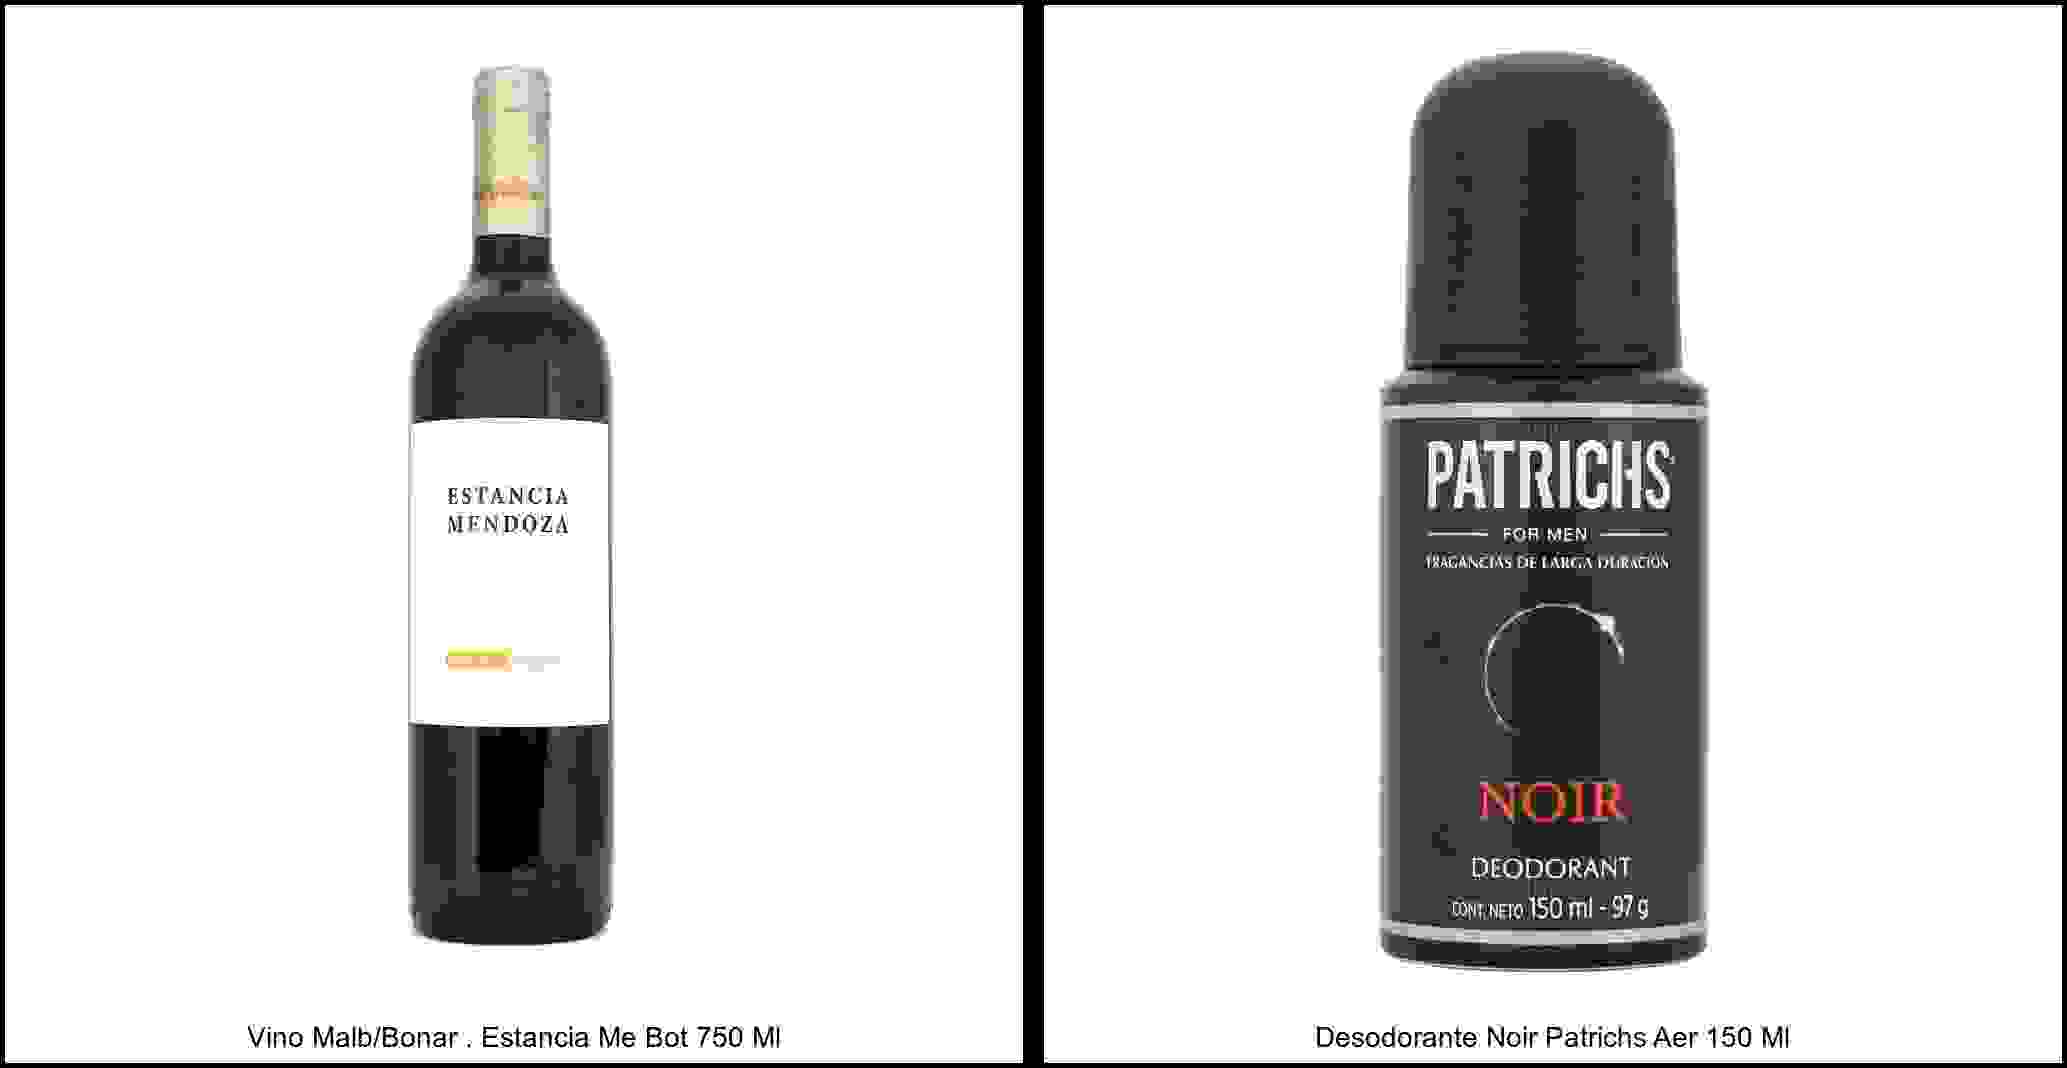 ESTANCIA
MENDOZA
Vino Malb/Bonar . Estancia Me Bot 750 Ml
PATRICHS
FOR MEN
FRAGANCIAS DE LARGA DURACIÓN
NOIR
DEODORANT
CONT. NETO 150 ml - 97 g
Desodorante Noir Patrichs Aer 150 Ml